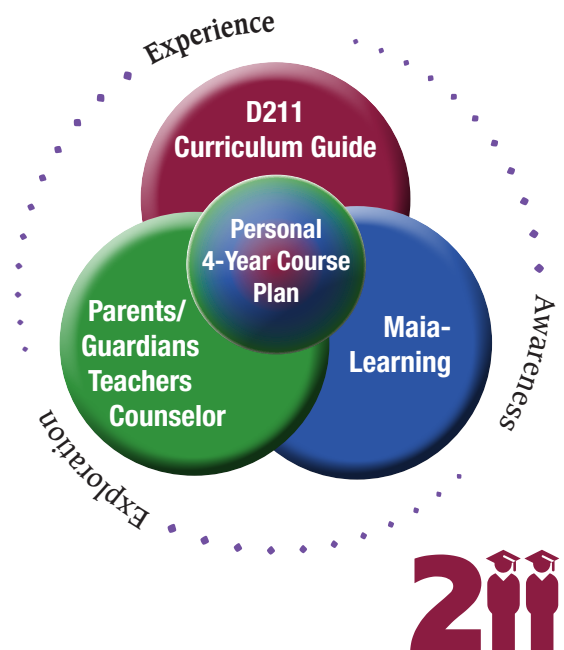 Experience
D211
Curriculum Guide
Personal
4-Year Course
Plan
Parents/
Guardians
Teachers
Counselor
Maia-
Learning
Awareness
Exploration
211